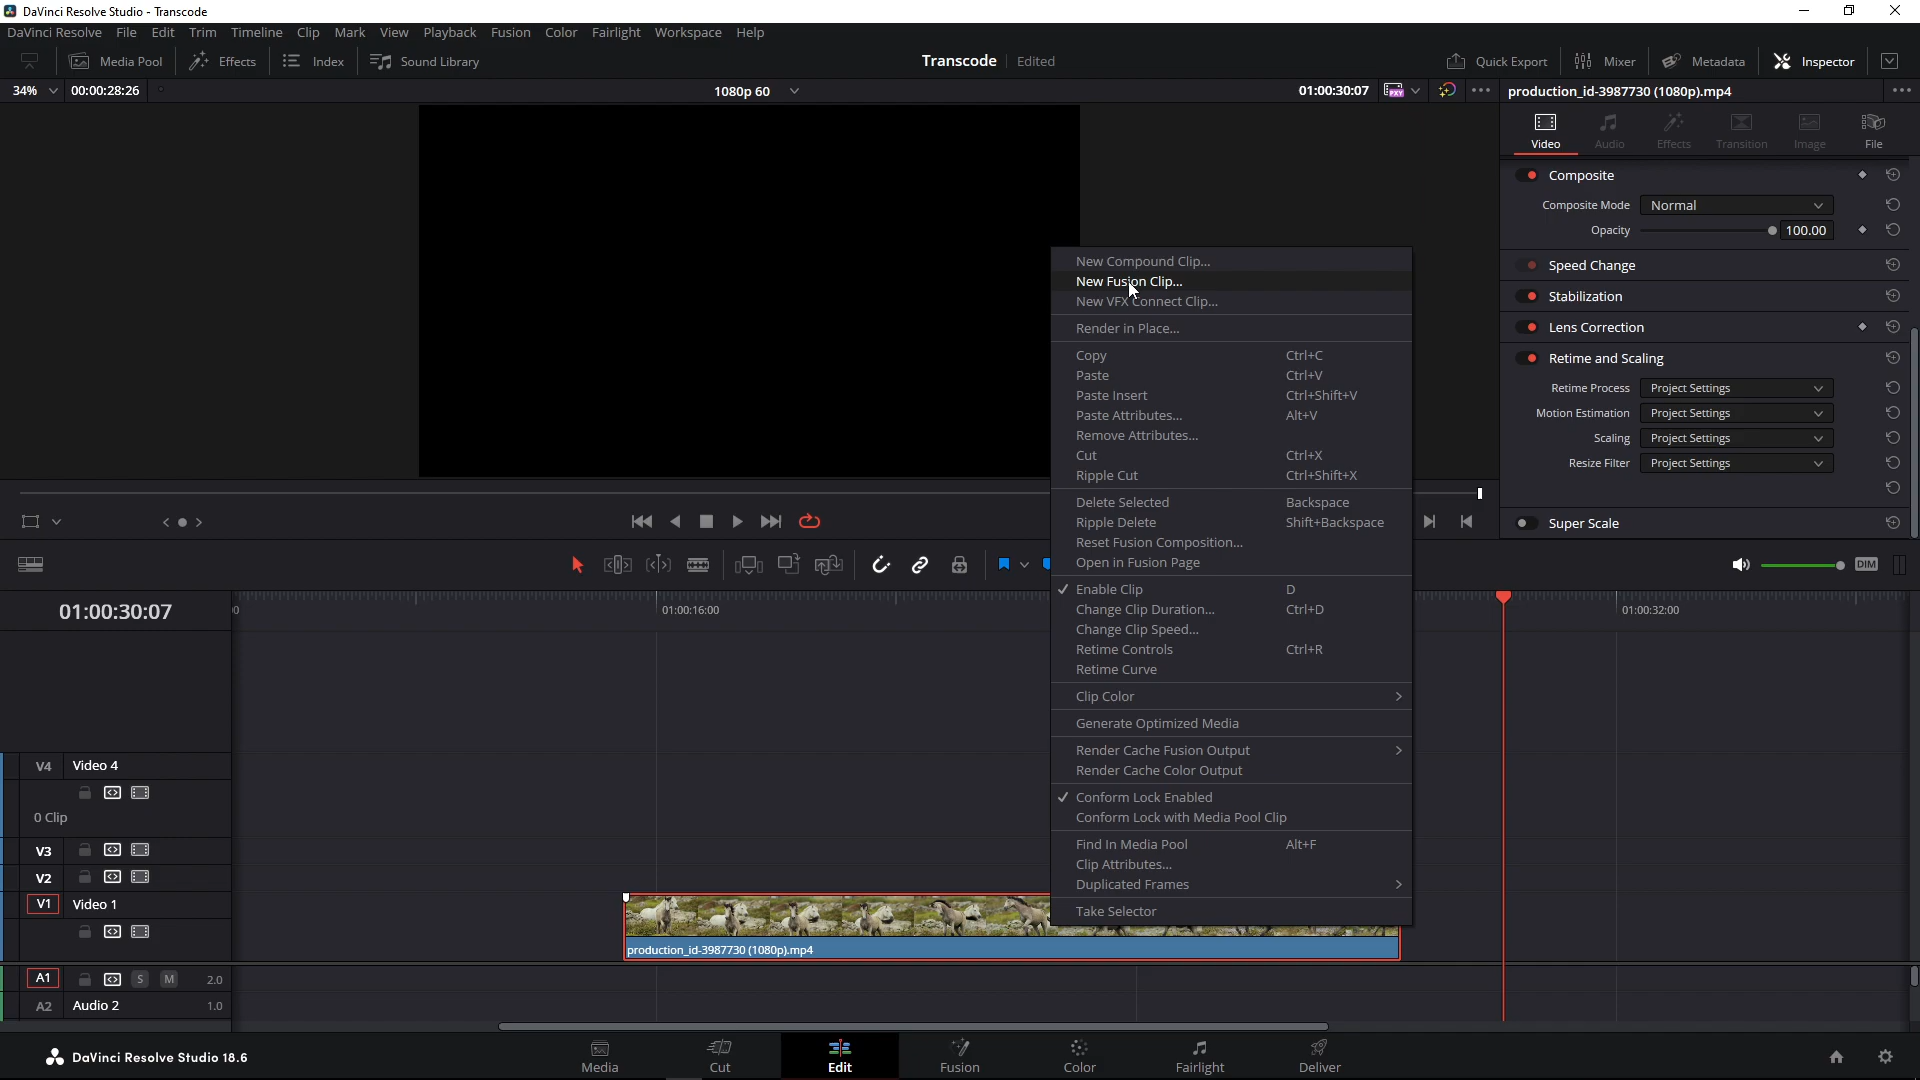 DaVinci Resolve Studio - Transcode
DaVinci Resolve File Edit Trim Timeline Clip Mark View Playback Fusion Color Fairlight Workspace Help
Media Pool Effects Index Sound Library Transcode Edited Quick Export Mixer Metadata Inspector
34% 00:00:28:26 1080p 60 01:00:30:07 PXY production_id-3987730 (1080p).mp4
Video Audio Effects Transition Image File
Composite
Composite Mode Normal
Opacity 100.00
Speed Change
Stabilization
Lens Correction
Retime and Scaling
Retime Process Project Settings
Motion Estimation Project Settings
Scaling Project Settings
Resize Filter Project Settings
Super Scale
New Compound Clip...
New Fusion Clip...
New VFX Connect Clip...
Render in Place...
Copy Ctrl+C
Paste Ctrl+V
Paste Insert Ctrl+Shift+V
Paste Attributes... Alt+V
Remove Attributes...
Cut Ctrl+X
Ripple Cut Ctrl+Shift+X
Delete Selected Backspace
Ripple Delete Shift+Backspace
Reset Fusion Composition...
Open in Fusion Page
Enable Clip D
Change Clip Duration... Ctrl+D
Change Clip Speed...
Retime Controls Ctrl+R
Retime Curve
Clip Color
Generate Optimized Media
Render Cache Fusion Output
Render Cache Color Output
Conform Lock Enabled
Conform Lock with Media Pool Clip
Find In Media Pool Alt+F
Clip Attributes...
Duplicated Frames
Take Selector
DIM
01:00:30:07 01:00:16:00 01:00:32:00
V4 Video 4
0 Clip
V3
V2
V1 Video 1
production_id-3987730 (1080p).mp4
A1 S M 2.0
A2 Audio 2 1.0
DaVinci Resolve Studio 18.6
Media Cut Edit Fusion Color Fairlight Deliver